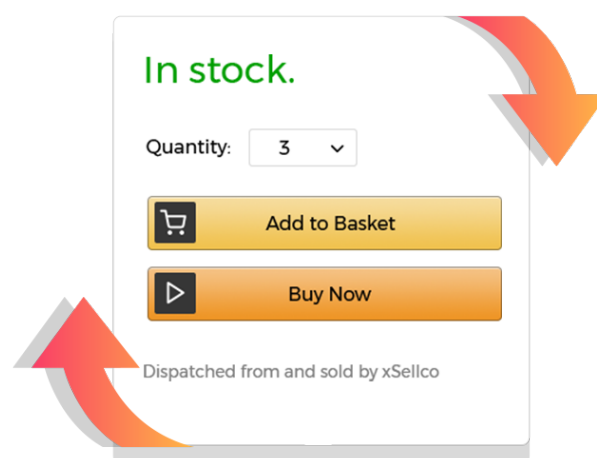 In stock.
Quantity: 3
Add to Basket
Buy Now
Dispatched from and sold by xSellco